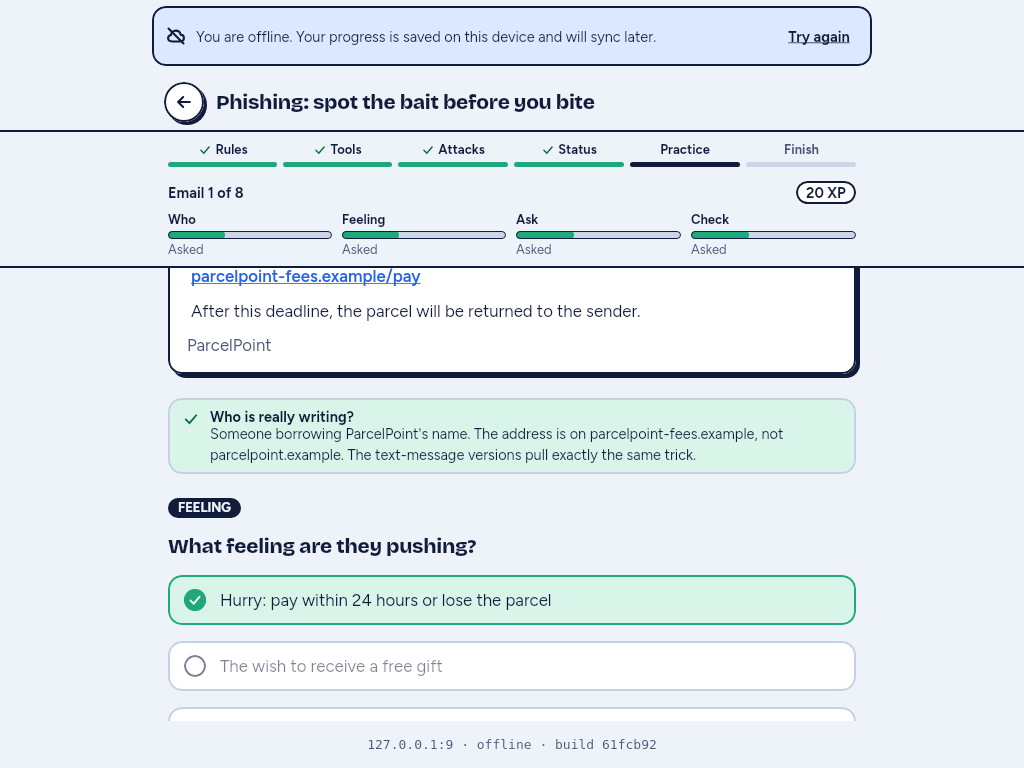 You are offline. Your progress is saved on this device and will sync later.
Try again
Phishing: spot the bait before you bite
Rules
Tools
Attacks
Status
Practice
Finish
Email 1 of 8
20 XP
Who
Feeling
Ask
Check
Asked
Asked
Asked
Asked
parcelpoint-fees.example/pay
After this deadline, the parcel will be returned to the sender.
ParcelPoint
Who is really writing?
Someone borrowing ParcelPoint's name. The address is on parcelpoint-fees.example, not
parcelpoint.example. The text-message versions pull exactly the same trick.
FEELING
What feeling are they pushing?
Hurry: pay within 24 hours or lose the parcel
The wish to receive a free gift
127.0.0.1:9 · offline · build 61fcb92